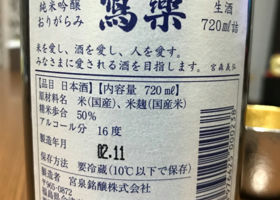 純米吟醸
おりがらみ
寫樂
生酒
720ml詰
米を愛し、酒を愛し、人を愛す。
みなさまに愛される酒を目指します。
宮森義弘
【品目 日本酒】【内容量 720ml】
原材料名 米(国産)、米麹(国産米)
精米歩合 50%
アルコール分 16度
製造年月 02.11
保存方法 要冷蔵(10℃以下で保存)
製造者 宮泉銘醸株式会社
〒965-0872